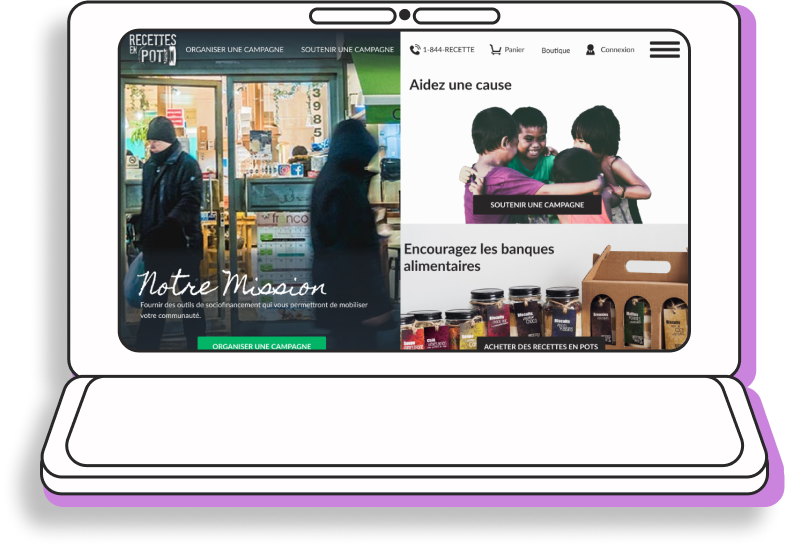 RECETTES
EN POTS
ORGANISER UNE CAMPAGNE
SOUTENIR UNE CAMPAGNE
1-844-RECETTE
Panier
Boutique
Connexion
Aidez une cause
3985
franco
SOUTENIR UNE CAMPAGNE
Encouragez les banques
alimentaires
Notre Mission
Fournir des outils de sociofinancement qui vous permettront de mobiliser
votre communauté.
ORGANISER UNE CAMPAGNE
ACHETER DES RECETTES EN POTS